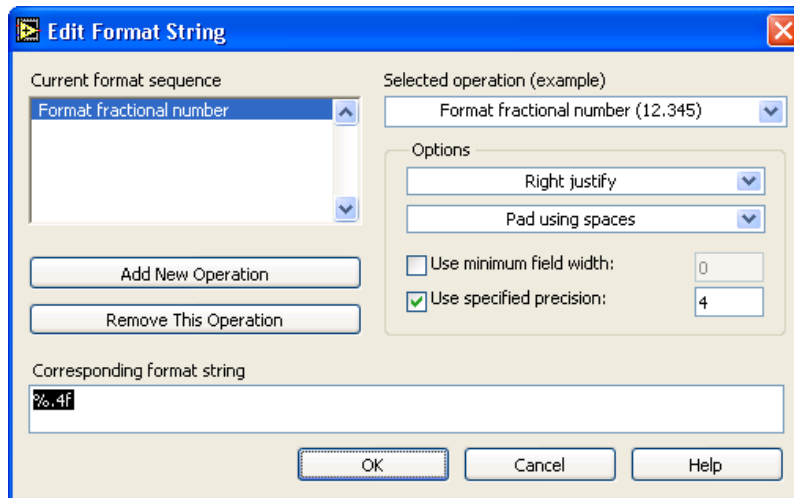 Edit Format String
Current format sequence
Format fractional number
Selected operation (example)
Format fractional number (12.345)
Options
Right justify
Pad using spaces
Use minimum field width: 0
Use specified precision: 4
Add New Operation
Remove This Operation
Corresponding format string
%.4f
OK Cancel Help